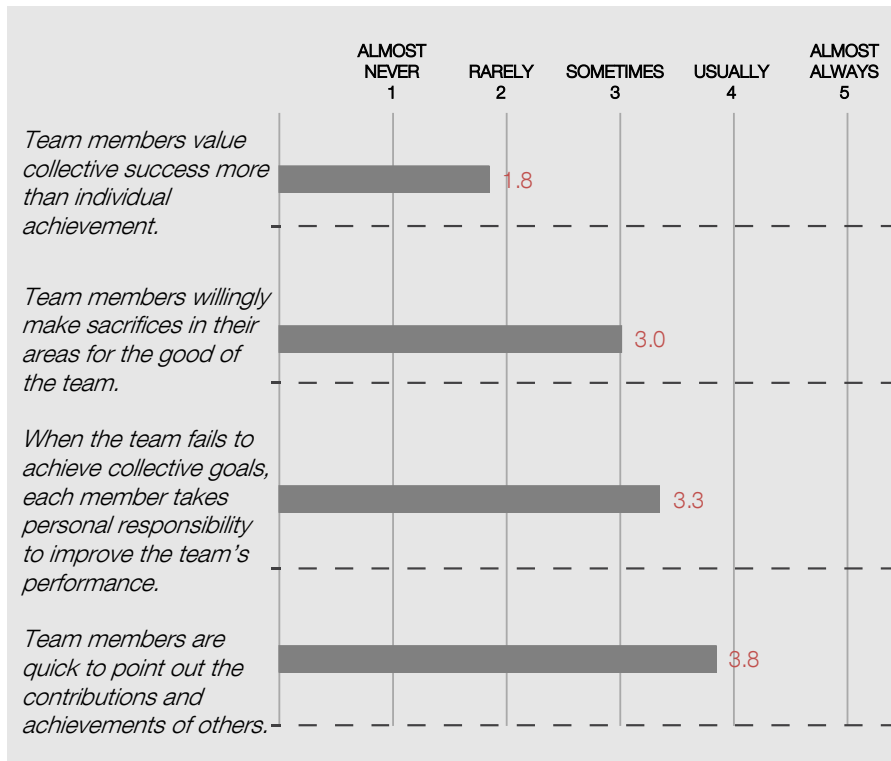 ALMOST
NEVER
1
RARELY
2
SOMETIMES
3
USUALLY
4
ALMOST
ALWAYS
5
Team members value
collective success more
than individual
achievement.
1.8
Team members willingly
make sacrifices in their
areas for the good of
the team.
3.0
When the team fails to
achieve collective goals,
each member takes
personal responsibility
to improve the team's
performance.
3.3
Team members are
quick to point out the
contributions and
achievements of others.
3.8